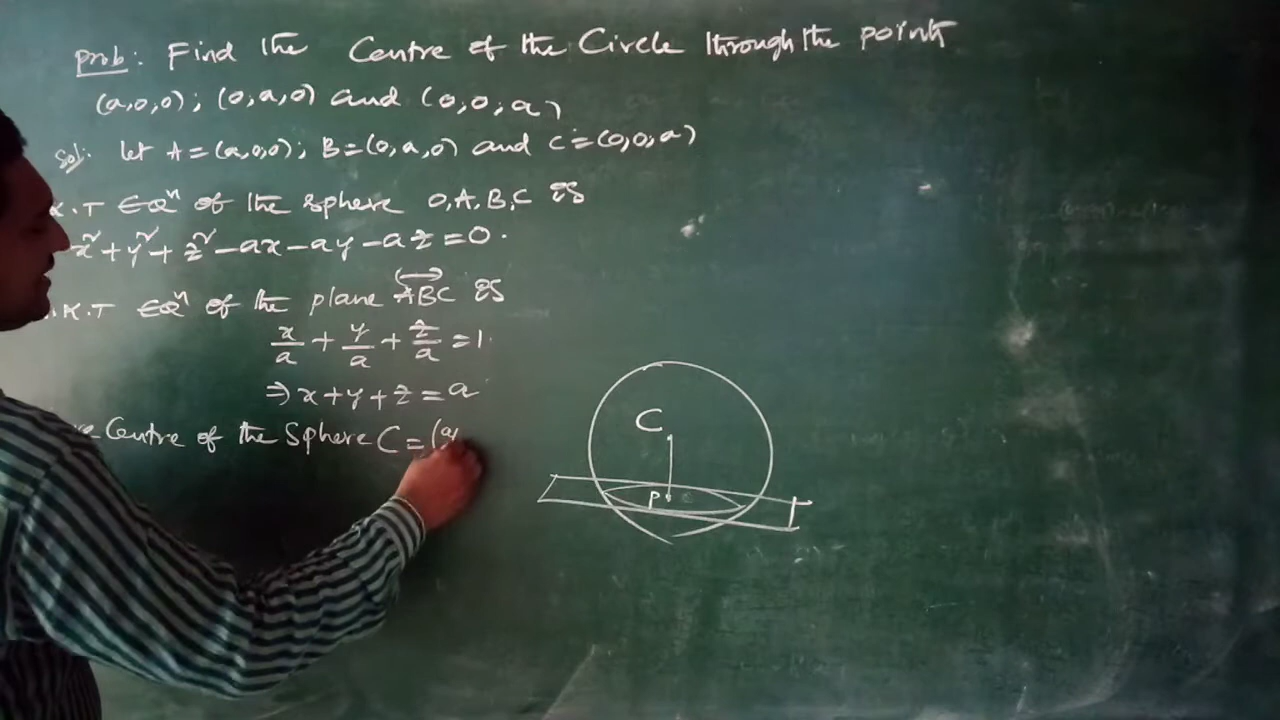 Prob: Find the Centre of the Circle through the points
(a,0,0); (0,a,0) and (0,0,a)
Sol: Let A=(a,0,0); B=(0,a,0) and C=(0,0,a)
K.T EQⁿ of the sphere O,A,B,C is
x²+y²+z²-ax-ay-az=0.
K.T EQⁿ of the plane ABC is
x/a + y/a + z/a = 1.
⇒ x+y+z=a
Centre of the Sphere C=(a/
C
P